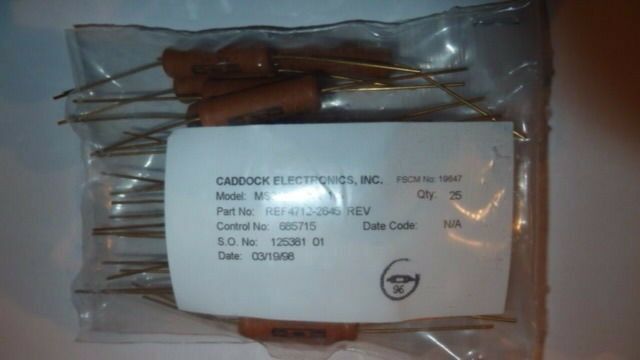 CADDOCK ELECTRONICS, INC. FSCM No: 19647
Model: Qty: 25
Part No: REF4712-2645 REV
Control No: 685715 Date Code: N/A
S.O. No: 125381 01
Date: 03/19/98
96